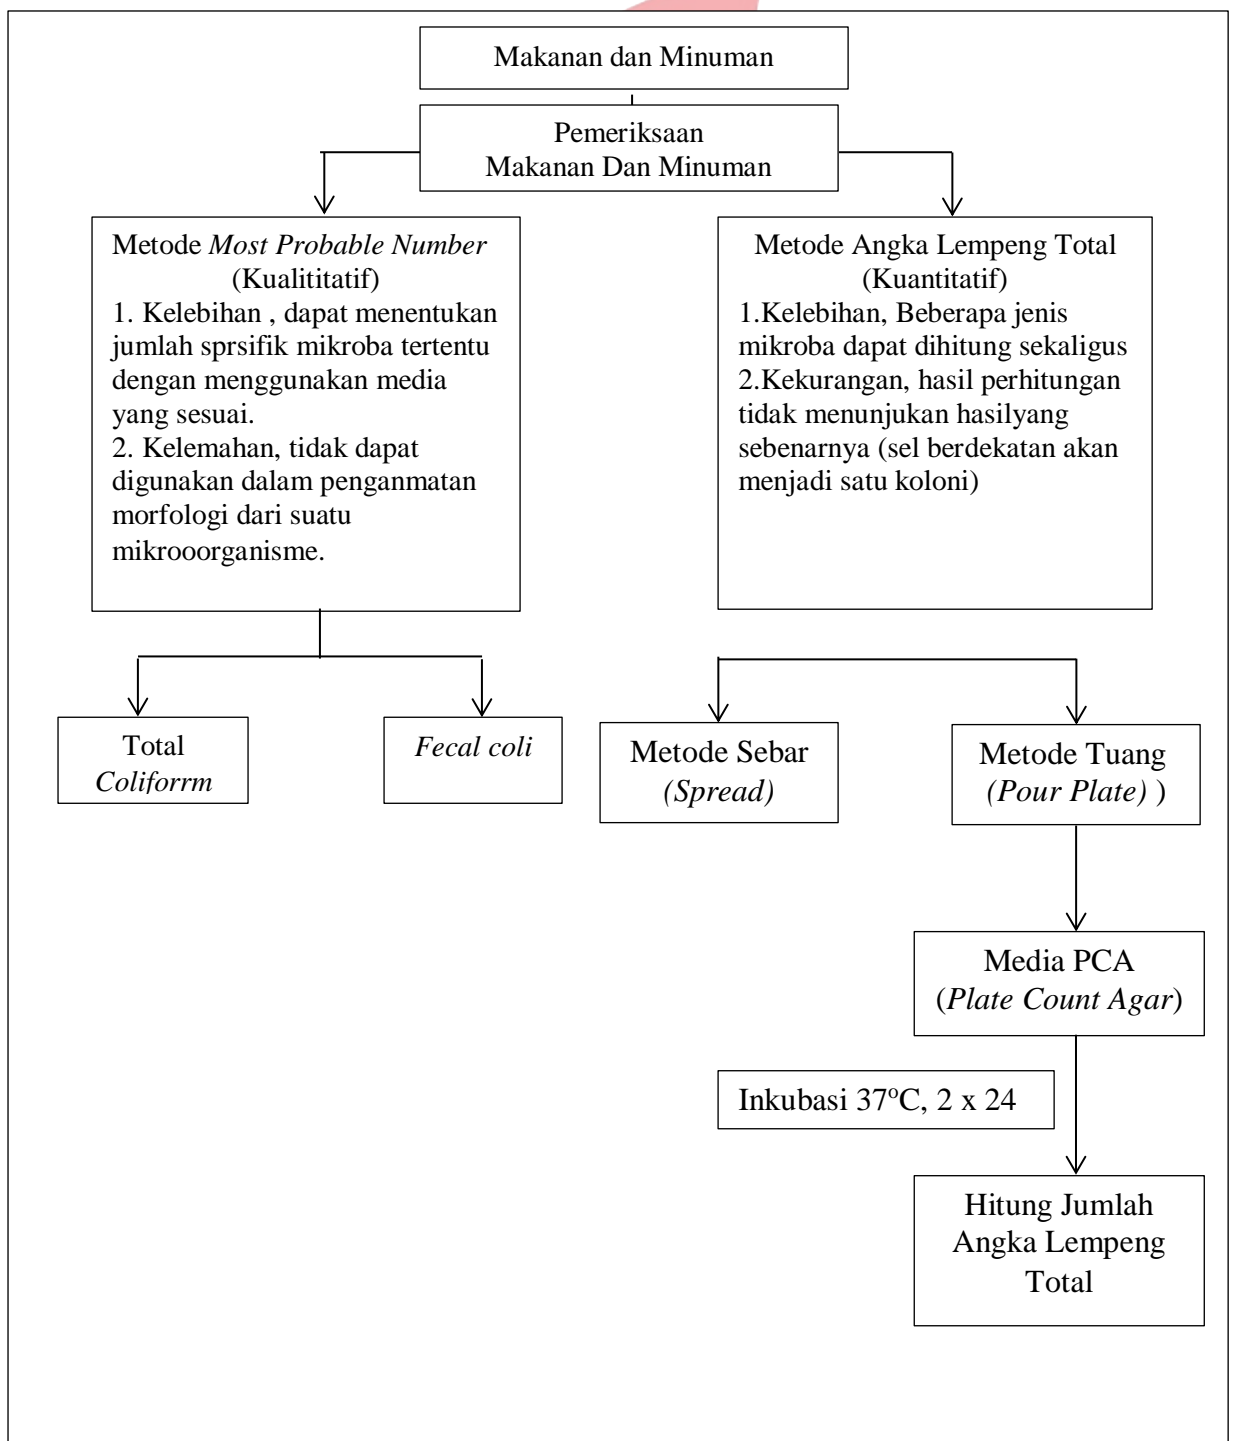 Makanan dan Minuman
Pemeriksaan
Makanan Dan Minuman
Metode Most Probable Number
(Kualititatif)
1. Kelebihan , dapat menentukan
jumlah sprsifik mikroba tertentu
dengan menggunakan media
yang sesuai.
2. Kelemahan, tidak dapat
digunakan dalam penganmatan
morfologi dari suatu
mikrooorganisme.
Metode Angka Lempeng Total
(Kuantitatif)
1.Kelebihan, Beberapa jenis
mikroba dapat dihitung sekaligus
2.Kekurangan, hasil perhitungan
tidak menunjukan hasilyang
sebenarnya (sel berdekatan akan
menjadi satu koloni)
Total
Coliforrm
Fecal coli
Metode Sebar
(Spread)
Metode Tuang
(Pour Plate) )
Media PCA
(Plate Count Agar)
Inkubasi 37°C, 2 x 24
Hitung Jumlah
Angka Lempeng
Total